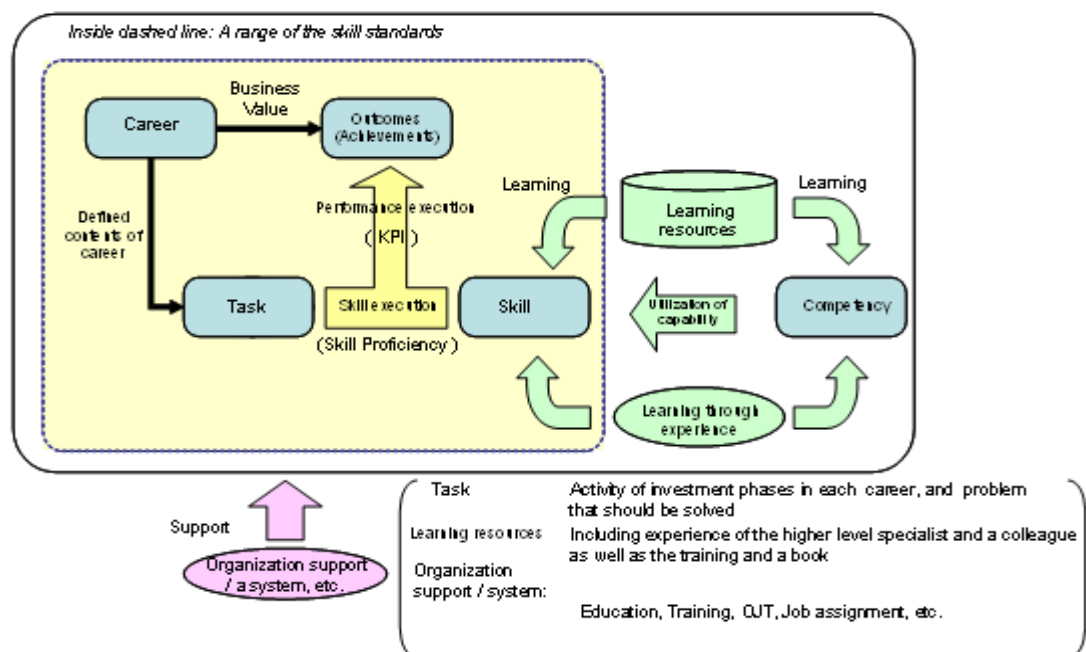 Inside dashed line: A range of the skill standards
Business
Value
Career
Outcomes
(Achievements)
Learning
Learning
Learning
resources
Performance execution
(KPI)
Defined
contents of
career
Task
Skill execution
Skill
Utilization of
capability
Competency
(Skill Proficiency)
Learning through
experience
Support
Organization support
/ a system, etc.
Task
Activity of investment phases in each career, and problem
that should be solved
Learning resources
Including experience of the higher level specialist and a colleague
as well as the training and a book
Organization
support / system:
Education, Training, OJT, Job assignment, etc.